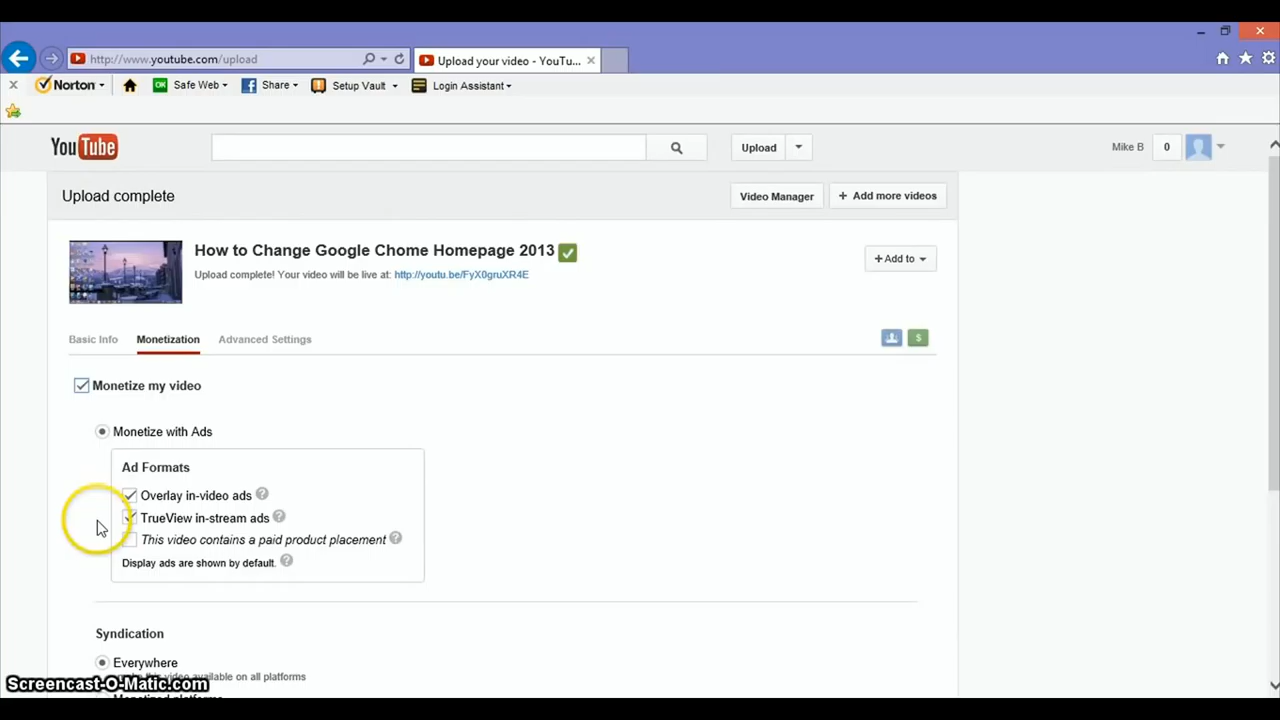 http://www.youtube.com/upload
Upload your video - YouTu...
Norton
OK Safe Web
Share
Setup Vault
Login Assistant
YouTube
Upload
Mike B
0
Upload complete
Video Manager
+ Add more videos
How to Change Google Chome Homepage 2013
Upload complete! Your video will be live at: http://youtu.be/FyX0gruXR4E
+ Add to
Basic Info
Monetization
Advanced Settings
$
Monetize my video
Monetize with Ads
Ad Formats
Overlay in-video ads ?
TrueView in-stream ads ?
This video contains a paid product placement ?
Display ads are shown by default. ?
Syndication
Everywhere
this video available on all platforms
Screencast-O-Matic.com